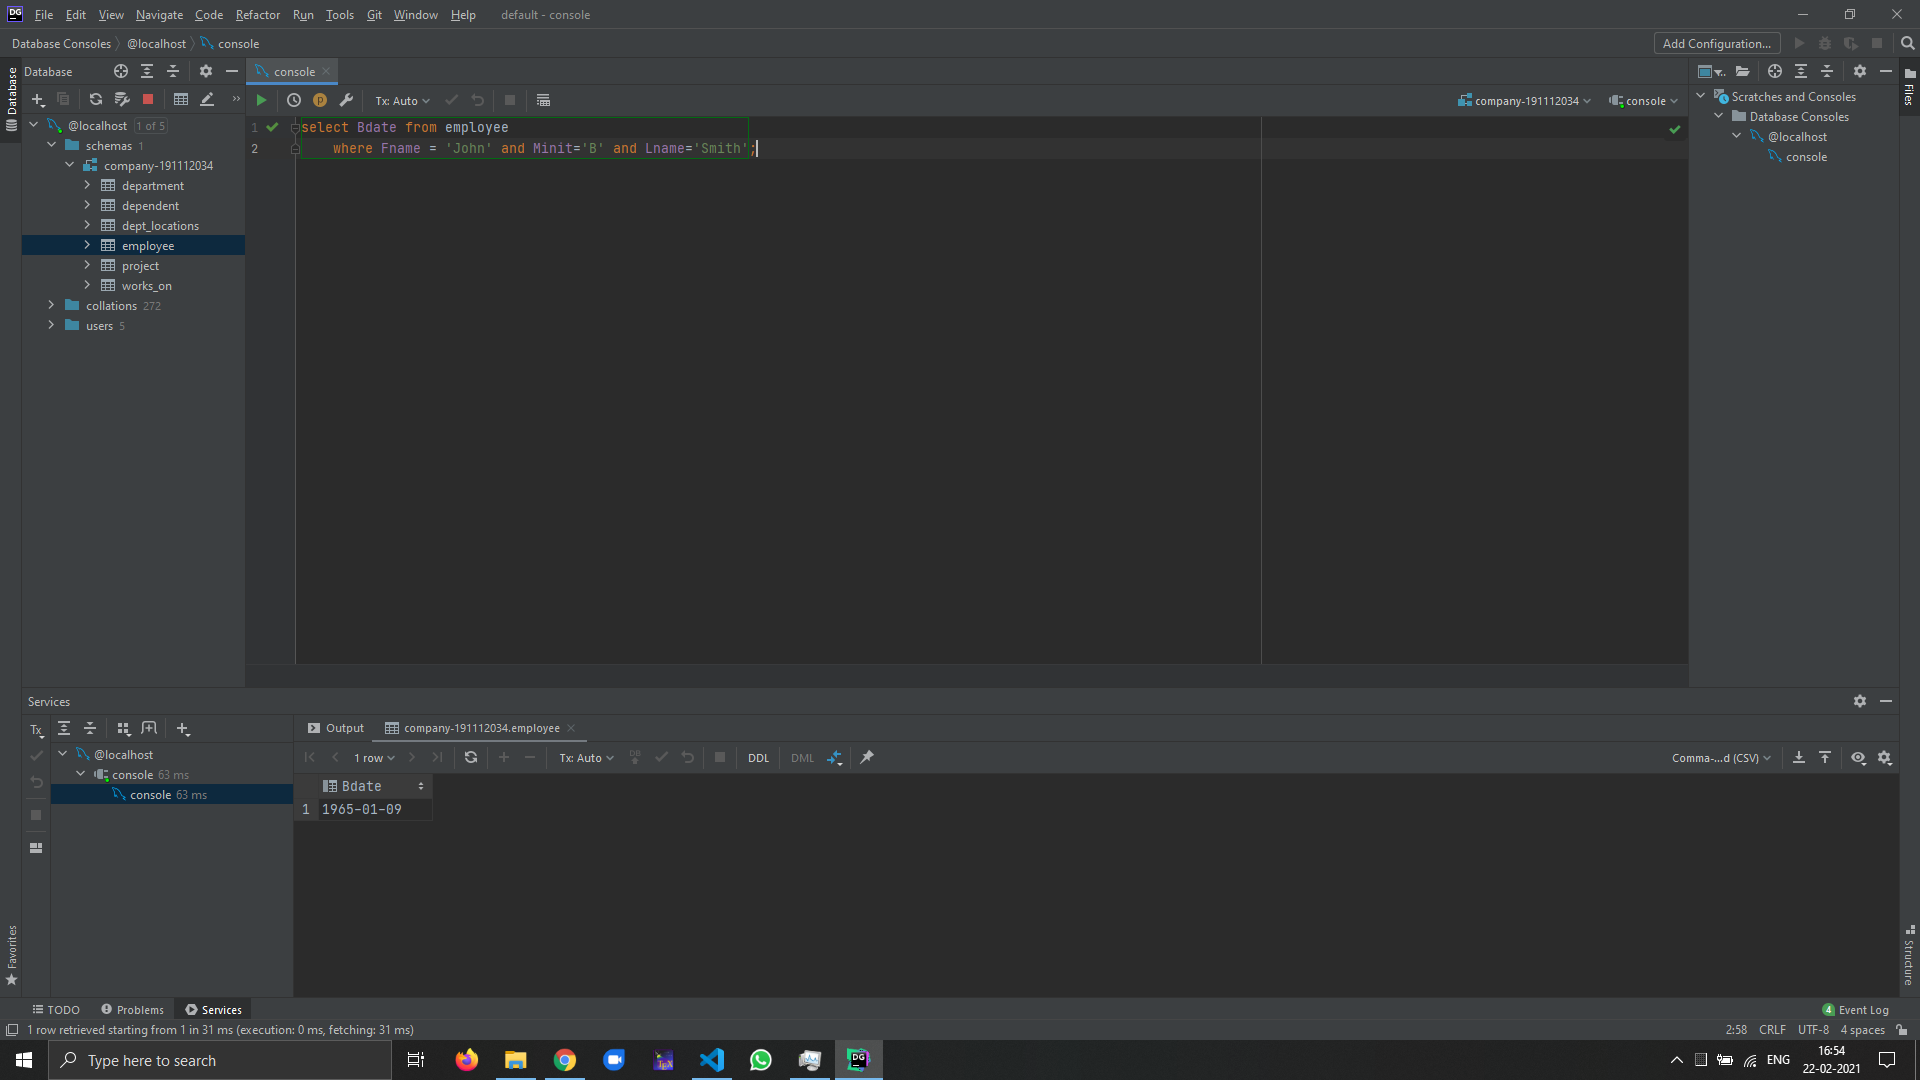 DG File Edit View Navigate Code Refactor Run Tools Git Window Help default - console
Database Consoles @localhost console Add Configuration...
Database
Database
console
Tx: Auto company-191112034 console
@localhost 1 of 5
schemas 1
company-191112034
department
dependent
dept_locations
employee
project
works_on
collations 272
users 5
1 select Bdate from employee
2 where Fname = 'John' and Minit='B' and Lname='Smith';
Files
Scratches and Consoles
Database Consoles
@localhost
console
Services
Tx
@localhost
console 63 ms
console 63 ms
Output company-191112034.employee
1 row Tx: Auto DDL DML Comma-...d (CSV)
Bdate
1 1965-01-09
Favorites
Structure
TODO Problems Services 4 Event Log
1 row retrieved starting from 1 in 31 ms (execution: 0 ms, fetching: 31 ms) 2:58 CRLF UTF-8 4 spaces
Type here to search ENG 16:54
22-02-2021